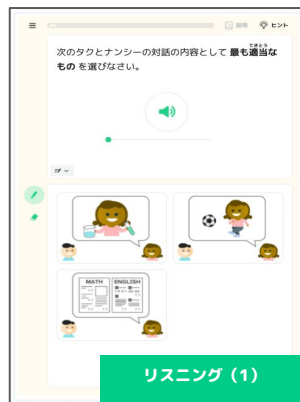 ヒント
次のタクとナンシーの対話の内容として 最も適当な
もの を選びなさい。
MATH
ENGLISH
リスニング（1）